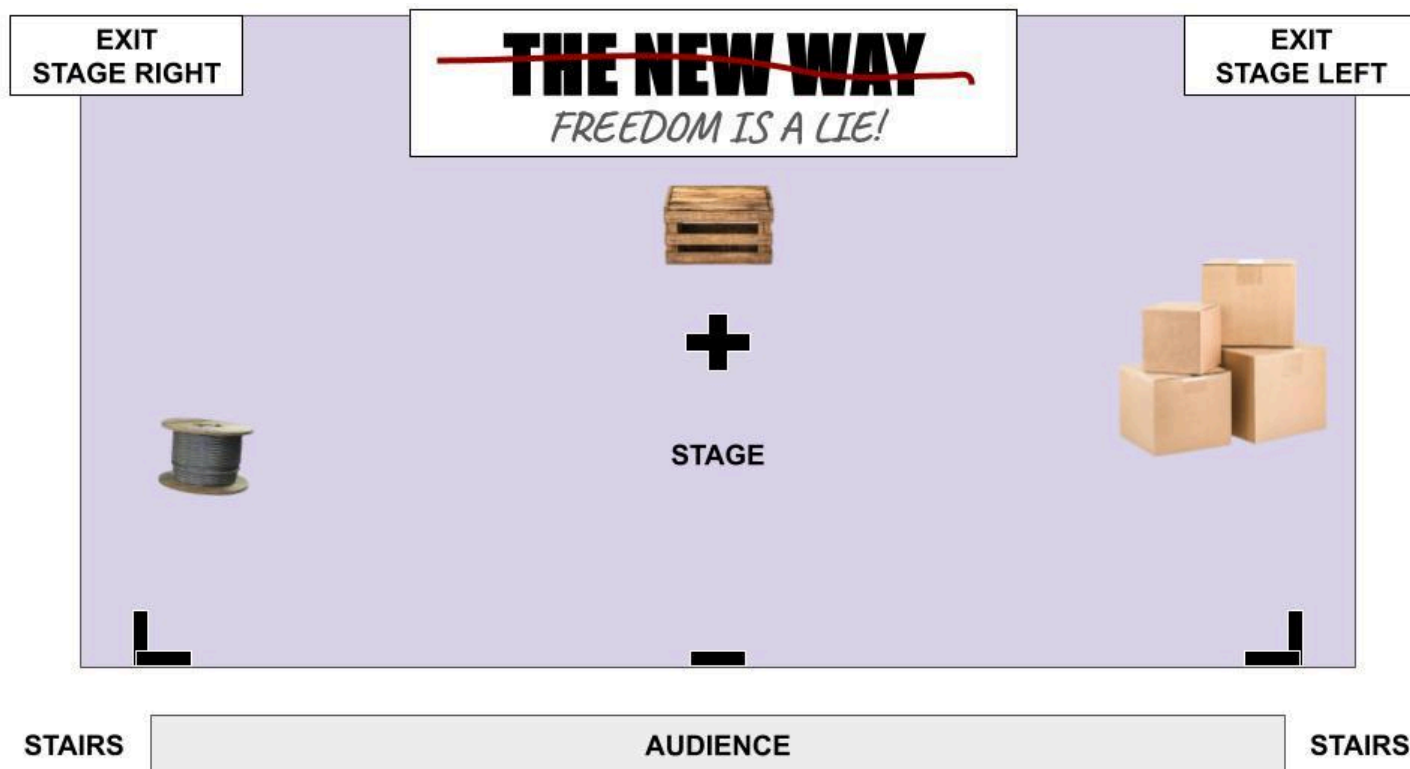 EXIT
STAGE RIGHT
THE NEW WAY
FREEDOM IS A LIE!
EXIT
STAGE LEFT
STAGE
STAIRS
AUDIENCE
STAIRS